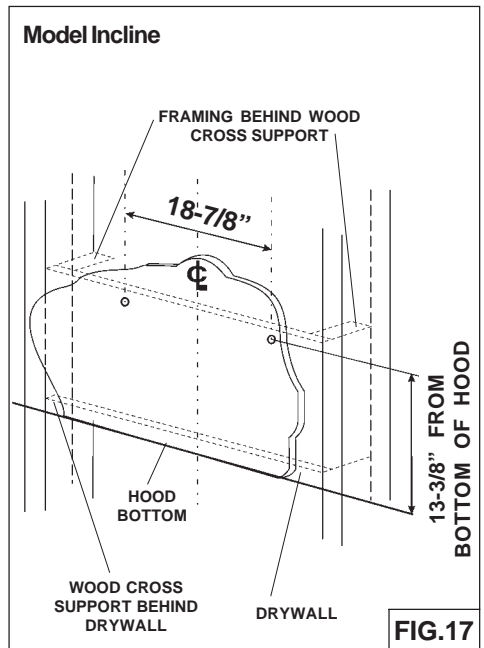 Model Incline
FRAMING BEHIND WOOD
CROSS SUPPORT
18-7/8”
℄
13-3/8” FROM
BOTTOM OF HOOD
HOOD
BOTTOM
WOOD CROSS
SUPPORT BEHIND
DRYWALL
DRYWALL
FIG.17